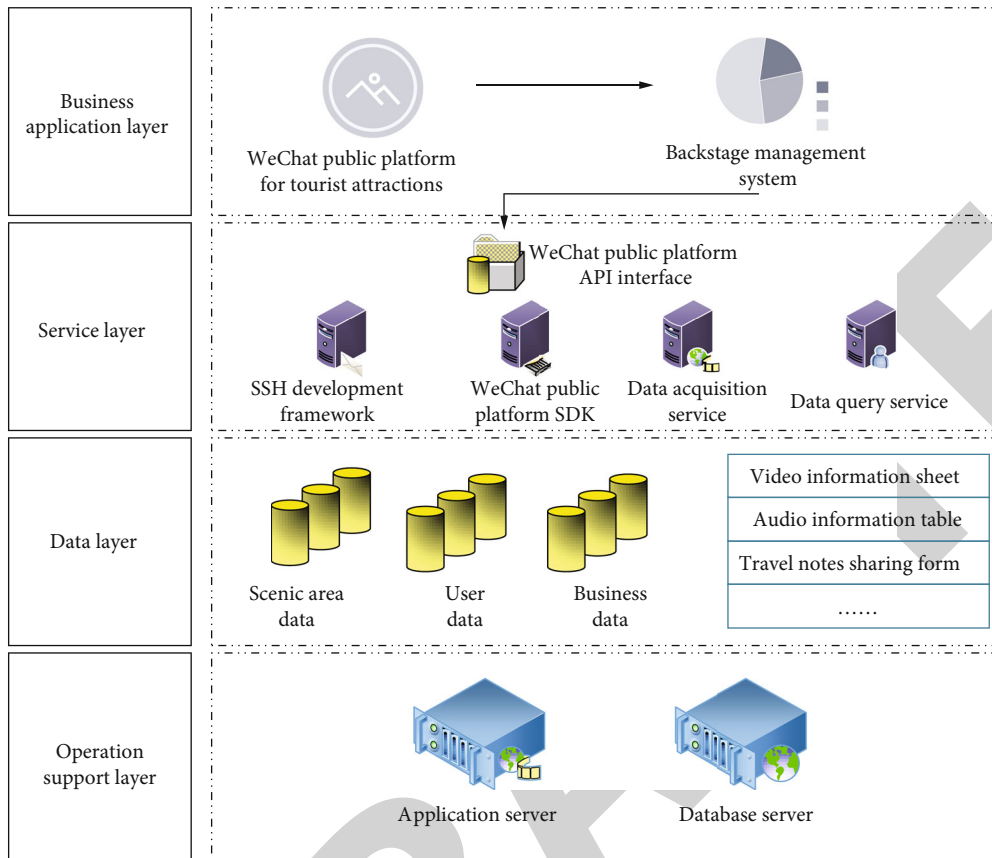 Business
application layer
WeChat public platform
for tourist attractions
Backstage management
system
Service layer
WeChat public platform
API interface
SSH development
framework
WeChat public
platform SDK
Data acquisition
service
Data query service
Data layer
Scenic area
data
User
data
Business
data
Video information sheet
Audio information table
Travel notes sharing form
......
Operation
support layer
Application server
Database server